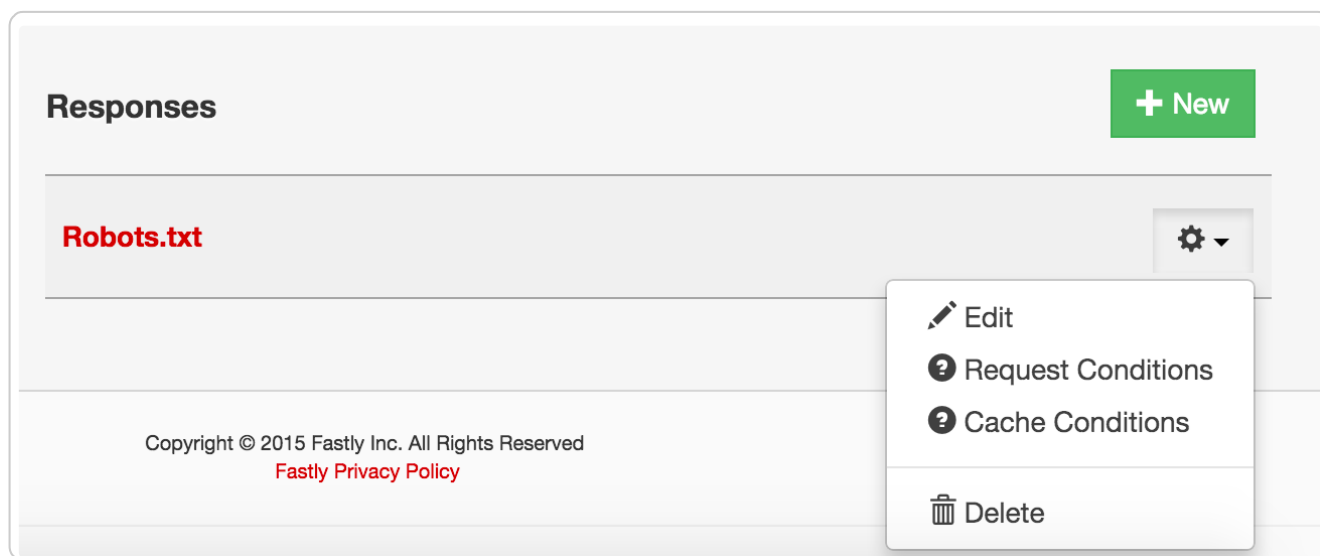 Responses
New
Robots.txt
Edit
Request Conditions
Cache Conditions
Delete
Copyright © 2015 Fastly Inc. All Rights Reserved
Fastly Privacy Policy